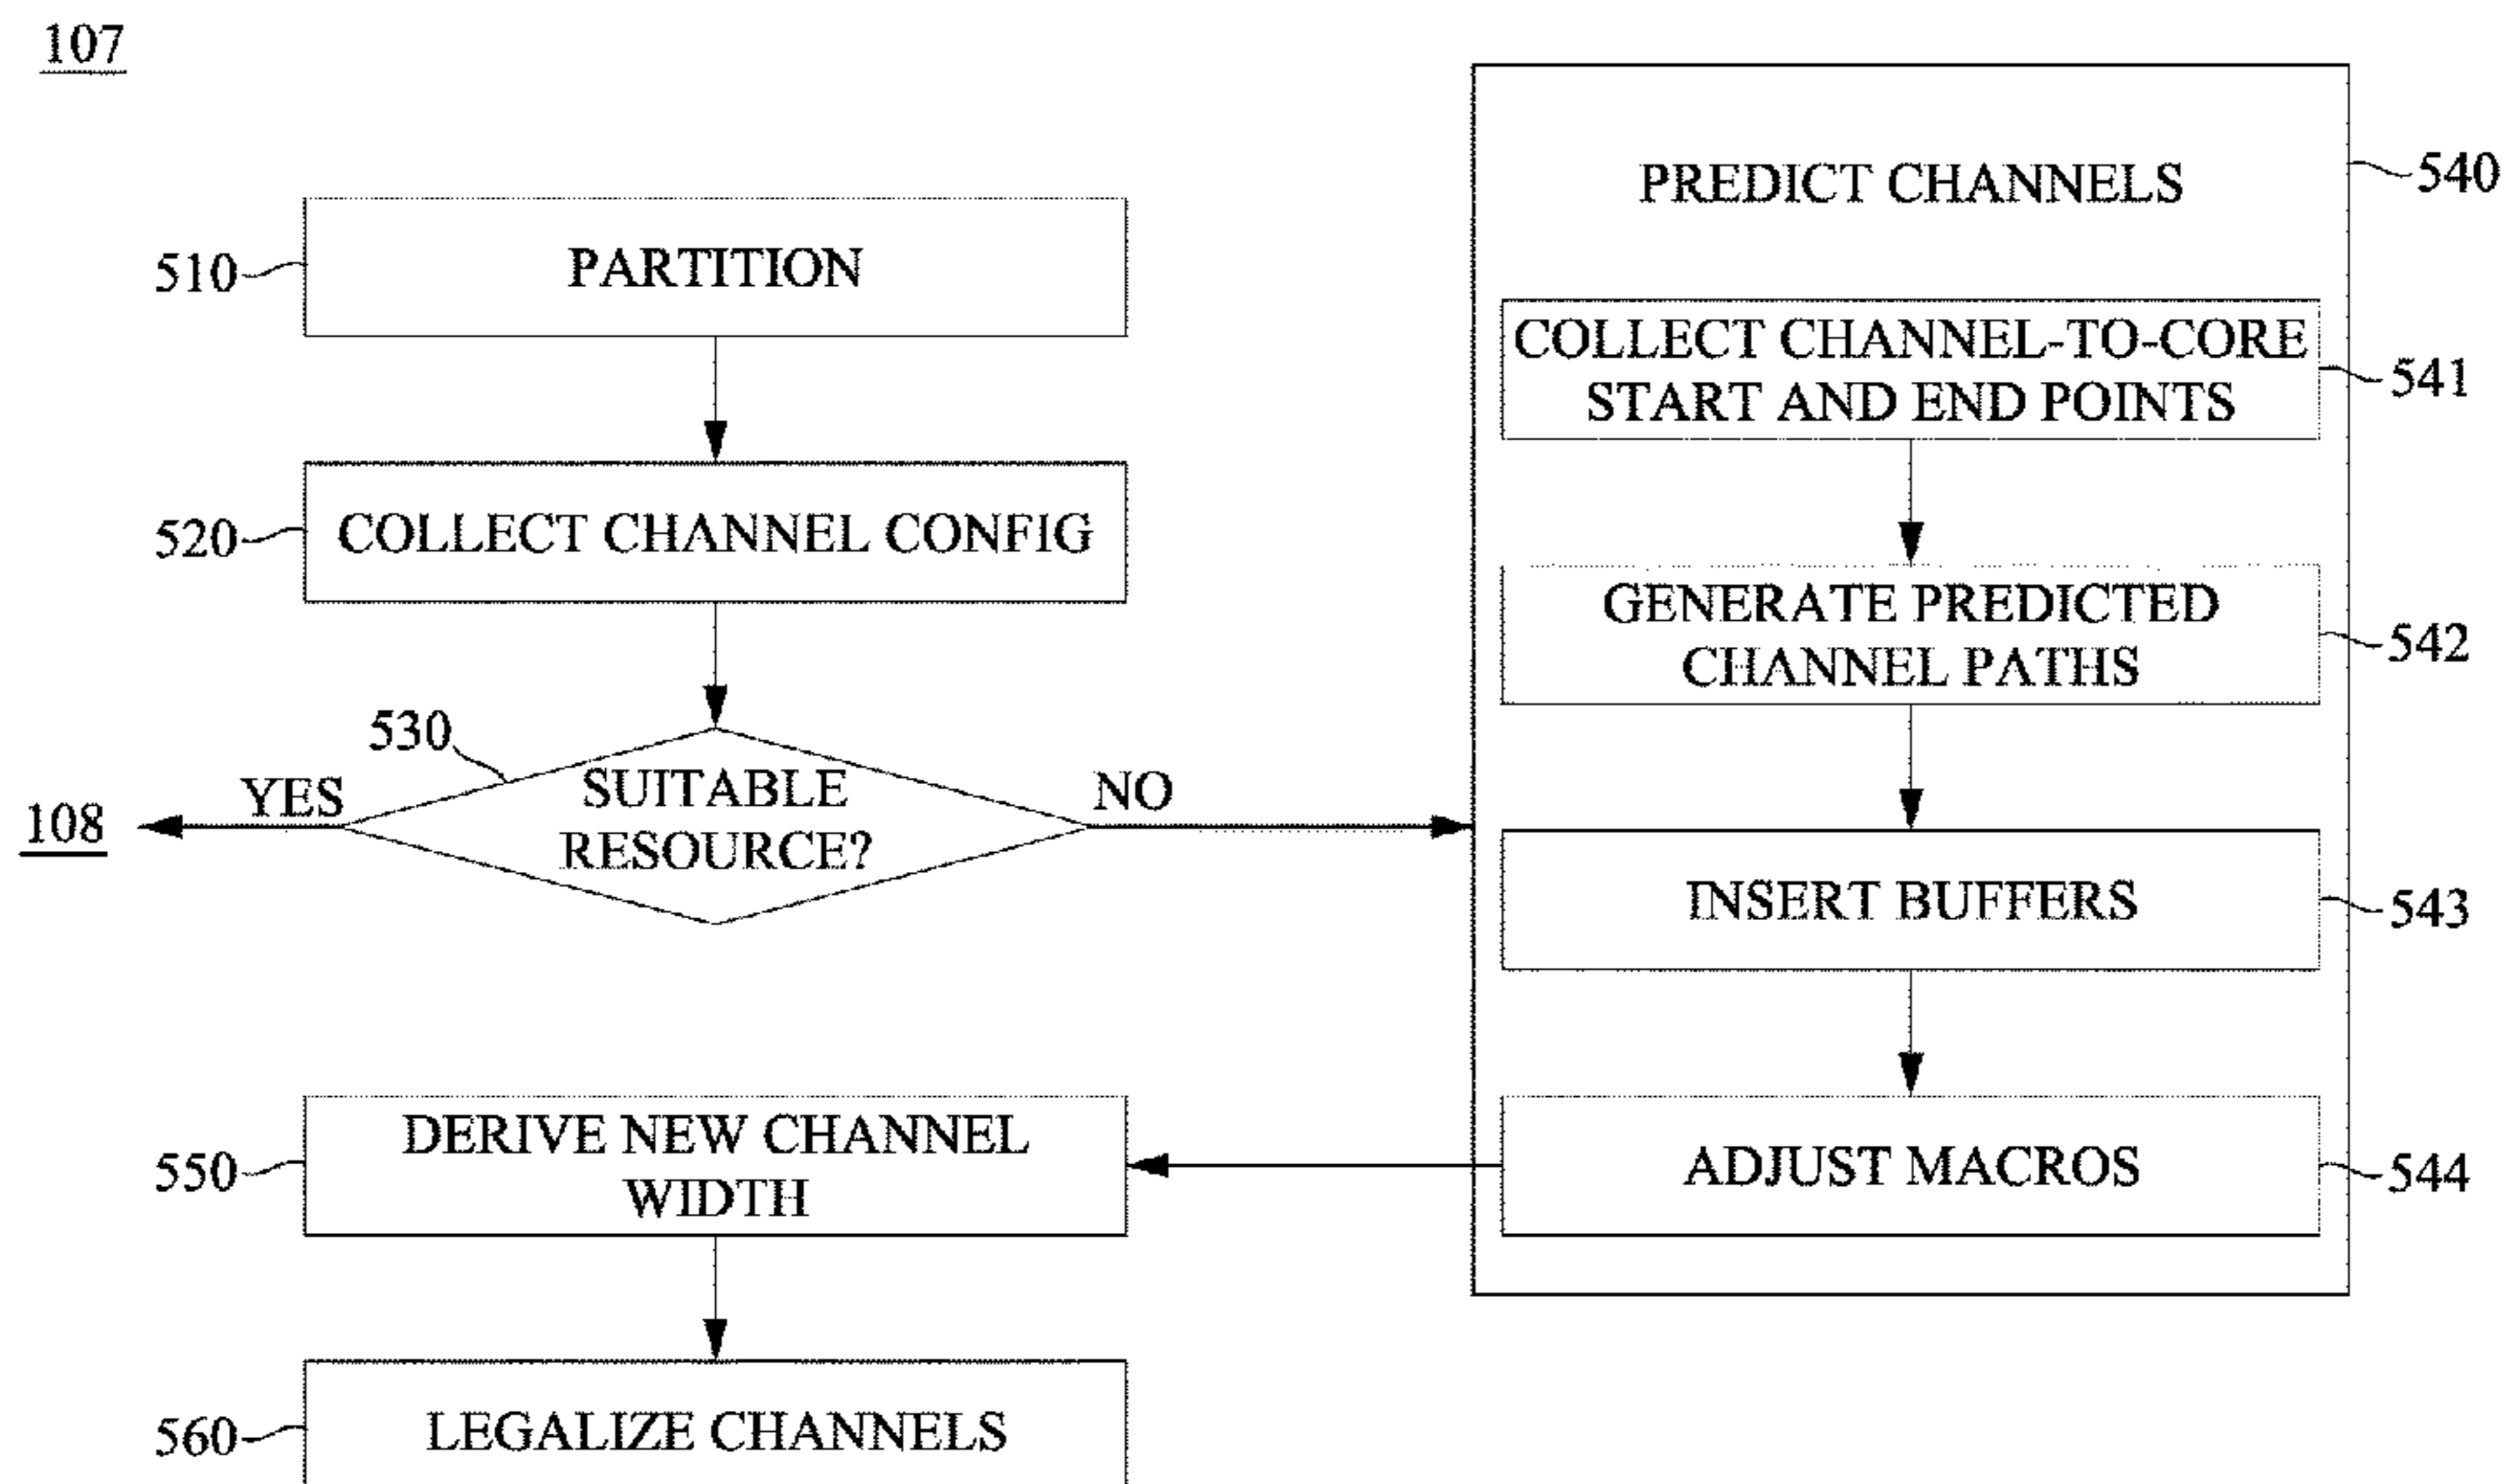 107
PARTITION
510
COLLECT CHANNEL CONFIG
520
530
SUITABLE
RESOURCE?
YES
NO
108
PREDICT CHANNELS
540
COLLECT CHANNEL-TO-CORE
START AND END POINTS
541
GENERATE PREDICTED
CHANNEL PATHS
542
INSERT BUFFERS
543
ADJUST MACROS
544
DERIVE NEW CHANNEL
WIDTH
550
LEGALIZE CHANNELS
560